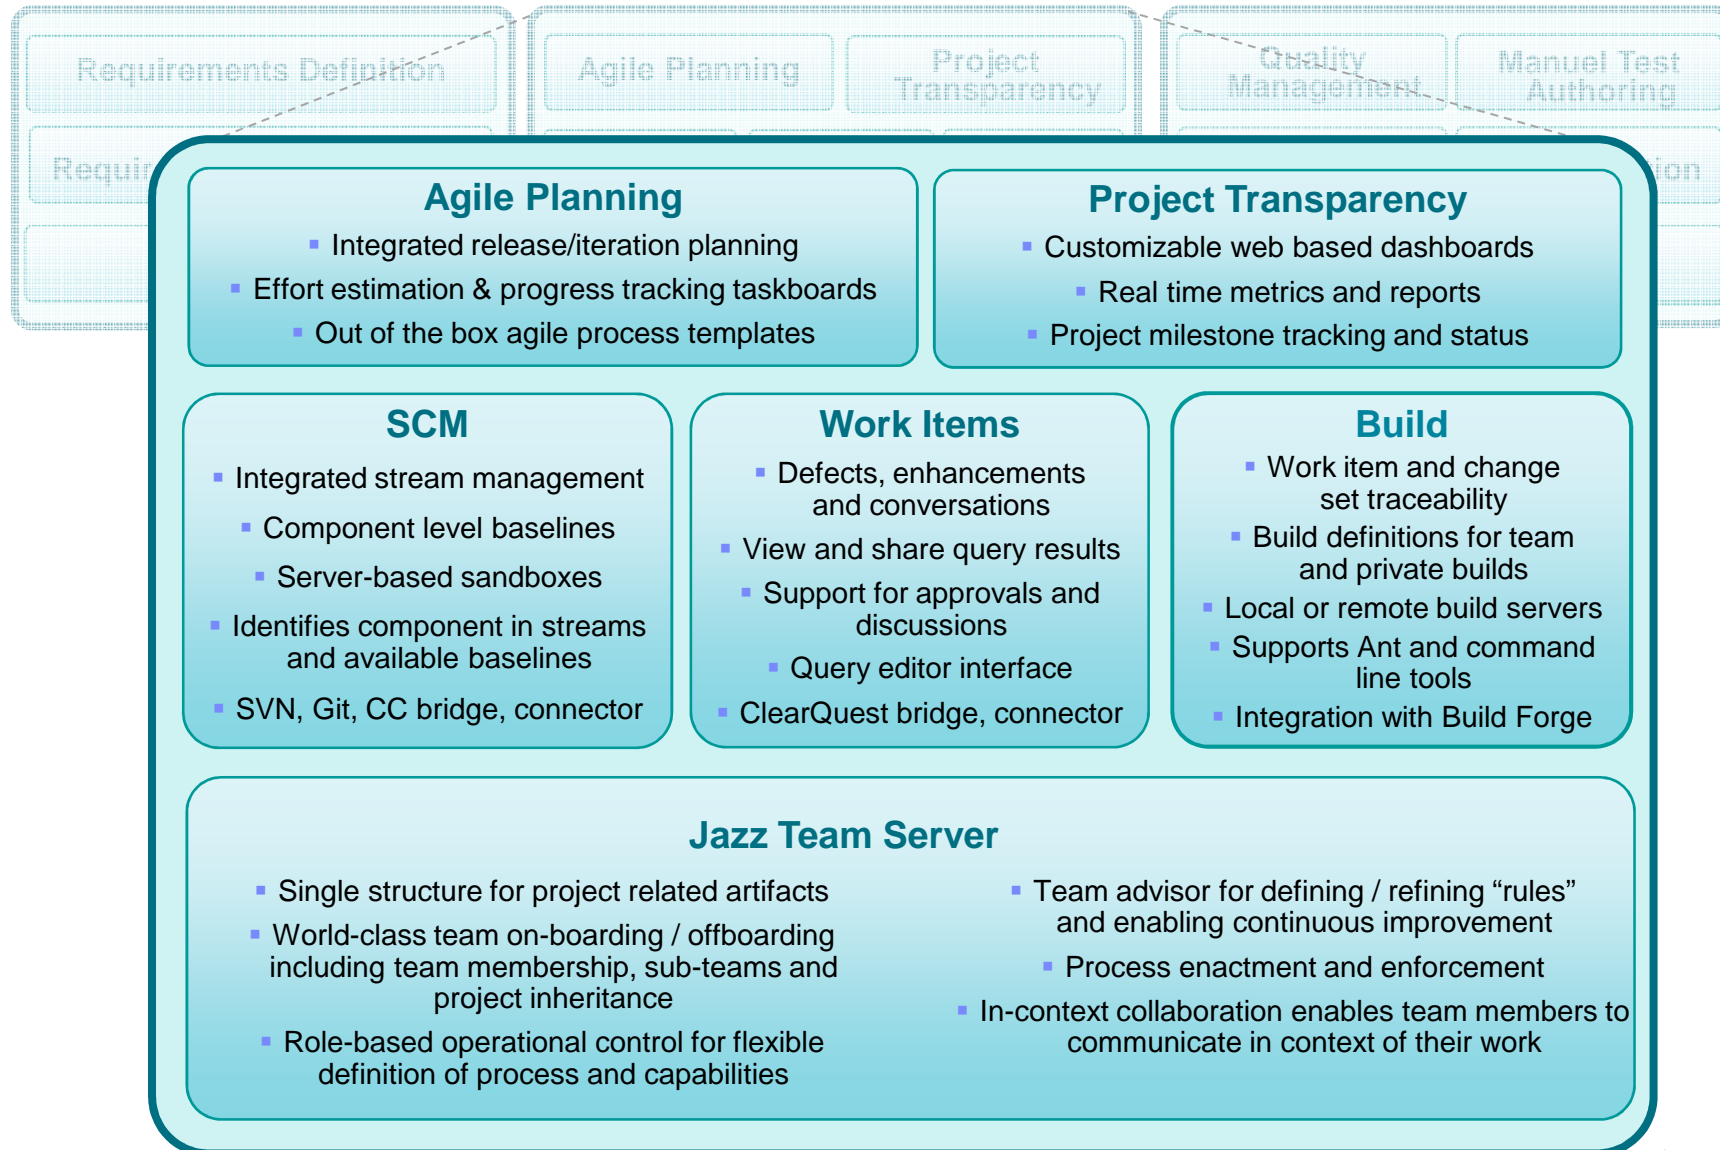 Requirements Definition
Agile Planning
Project
Transparency
Quality
Management
Manuel Test
Authoring
Agile Planning
▪ Integrated release/iteration planning
▪ Effort estimation & progress tracking taskboards
▪ Out of the box agile process templates
Project Transparency
▪ Customizable web based dashboards
▪ Real time metrics and reports
▪ Project milestone tracking and status
SCM
▪ Integrated stream management
▪ Component level baselines
▪ Server-based sandboxes
▪ Identifies component in streams
and available baselines
▪ SVN, Git, CC bridge, connector
Work Items
▪ Defects, enhancements
and conversations
▪ View and share query results
▪ Support for approvals and
discussions
▪ Query editor interface
▪ ClearQuest bridge, connector
Build
▪ Work item and change
set traceability
▪ Build definitions for team
and private builds
▪ Local or remote build servers
▪ Supports Ant and command
line tools
▪ Integration with Build Forge
Jazz Team Server
▪ Single structure for project related artifacts
▪ World-class team on-boarding / offboarding
including team membership, sub-teams and
project inheritance
▪ Role-based operational control for flexible
definition of process and capabilities
▪ Team advisor for defining / refining “rules”
and enabling continuous improvement
▪ Process enactment and enforcement
▪ In-context collaboration enables team members to
communicate in context of their work